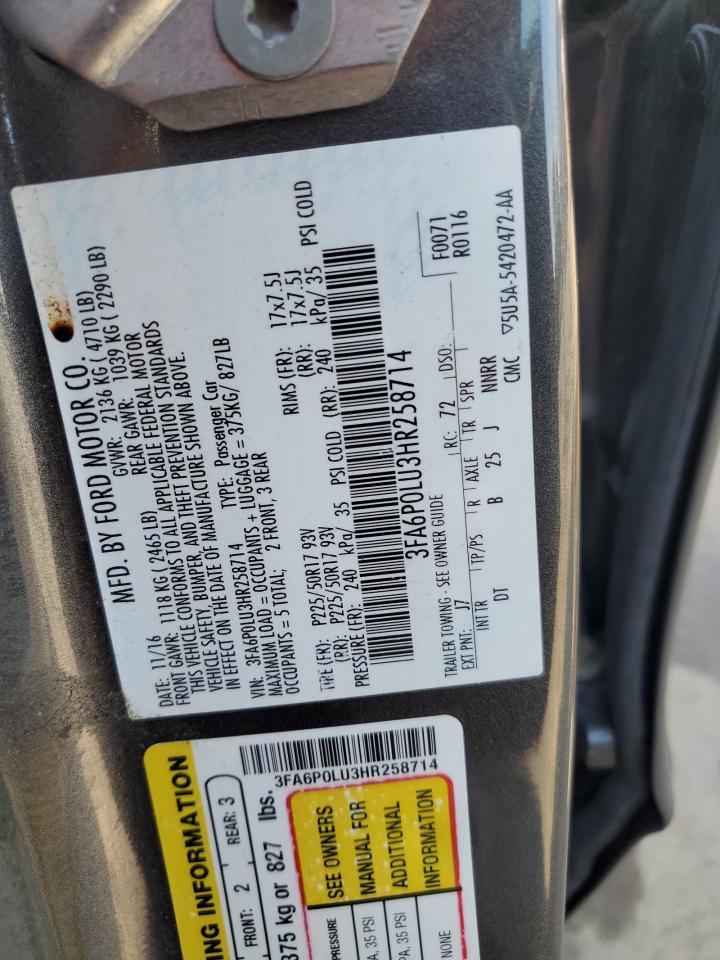 MFD. BY FORD MOTOR CO.
DATE: 11/16 GVWR: 2136 KG ( 4710 LB)
FRONT GAWR: 1118 KG ( 2465 LB) REAR GAWR: 1039 KG ( 2290 LB)
THIS VEHICLE CONFORMS TO ALL APPLICABLE FEDERAL MOTOR
VEHICLE SAFETY, BUMPER, AND THEFT PREVENTION STANDARDS
IN EFFECT ON THE DATE OF MANUFACTURE SHOWN ABOVE.
VIN: 3FA6P0LU3HR258714 TYPE: Passenger Car
MAXIMUM LOAD = OCCUPANTS + LUGGAGE = 375KG/ 827LB
OCCUPANTS = 5 TOTAL; 2 FRONT, 3 REAR
TIRE (FR): P225/50R17 93V RIMS (FR): 17x7.5J
(RR): P225/50R17 93V (RR): 17x7.5J
PRESSURE (FR): 240 kPa/ 35 PSI COLD (RR): 240 kPa/ 35 PSI COLD
3FA6P0LU3HR258714
F0071
R0116
TRAILER TOWING - SEE OWNER GUIDE
EXT PNT: J7 RC: 72 DSO:
INT TR TP/PS R AXLE TR SPR
DT B 25 J NNRR
CMC ▽5U5A-5420472-AA
3FA6P0LU3HR258714
ING INFORMATION
FRONT: 2 REAR: 3
375 kg or 827 lbs.
PRESSURE SEE OWNERS
A, 35 PSI MANUAL FOR
PA, 35 PSI ADDITIONAL
NONE INFORMATION